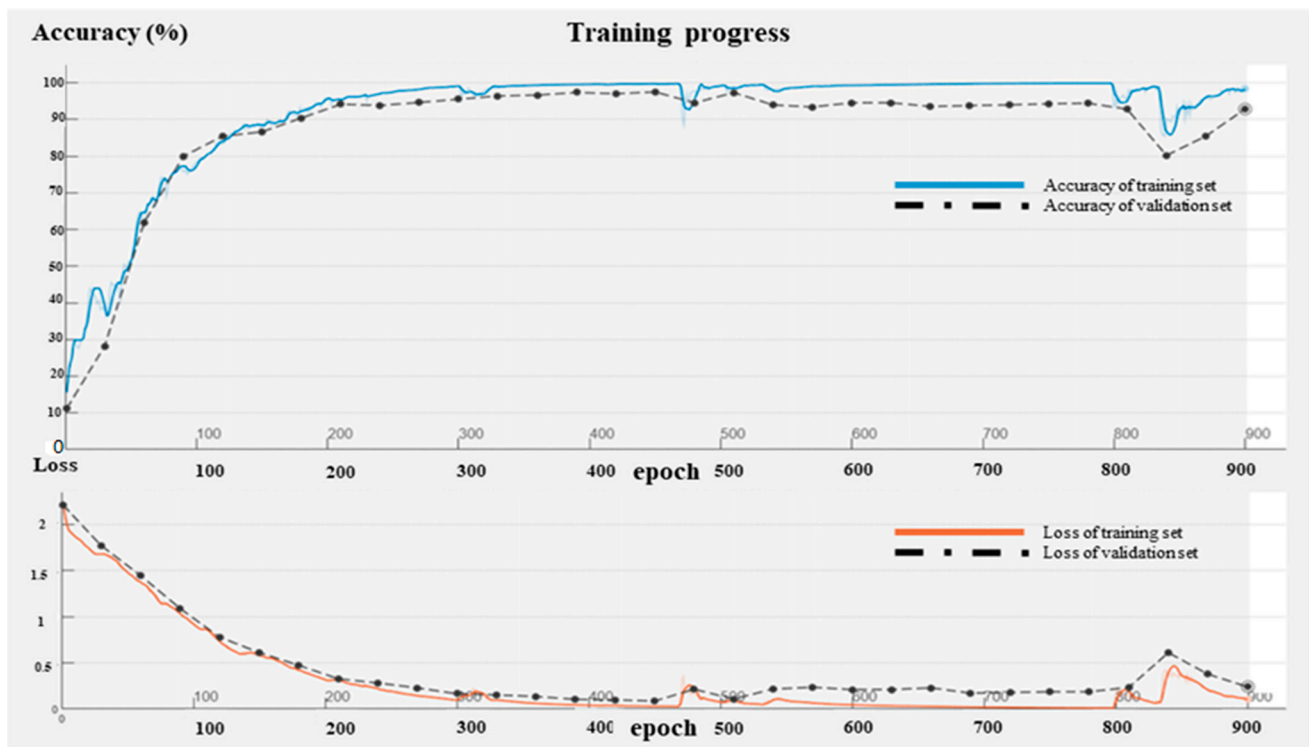 Accuracy (%)
Training progress
100
90
80
70
60
50
40
30
20
10
0
Accuracy of training set
Accuracy of validation set
100 200 300 400 500 600 700 800 900
Loss
100 200 300 400 epoch 500 600 700 800 900
2
1.5
1
0.5
0
Loss of training set
Loss of validation set
100 200 300 400 500 600 700 800 900
0
100 200 300 400 epoch 500 600 700 800 900